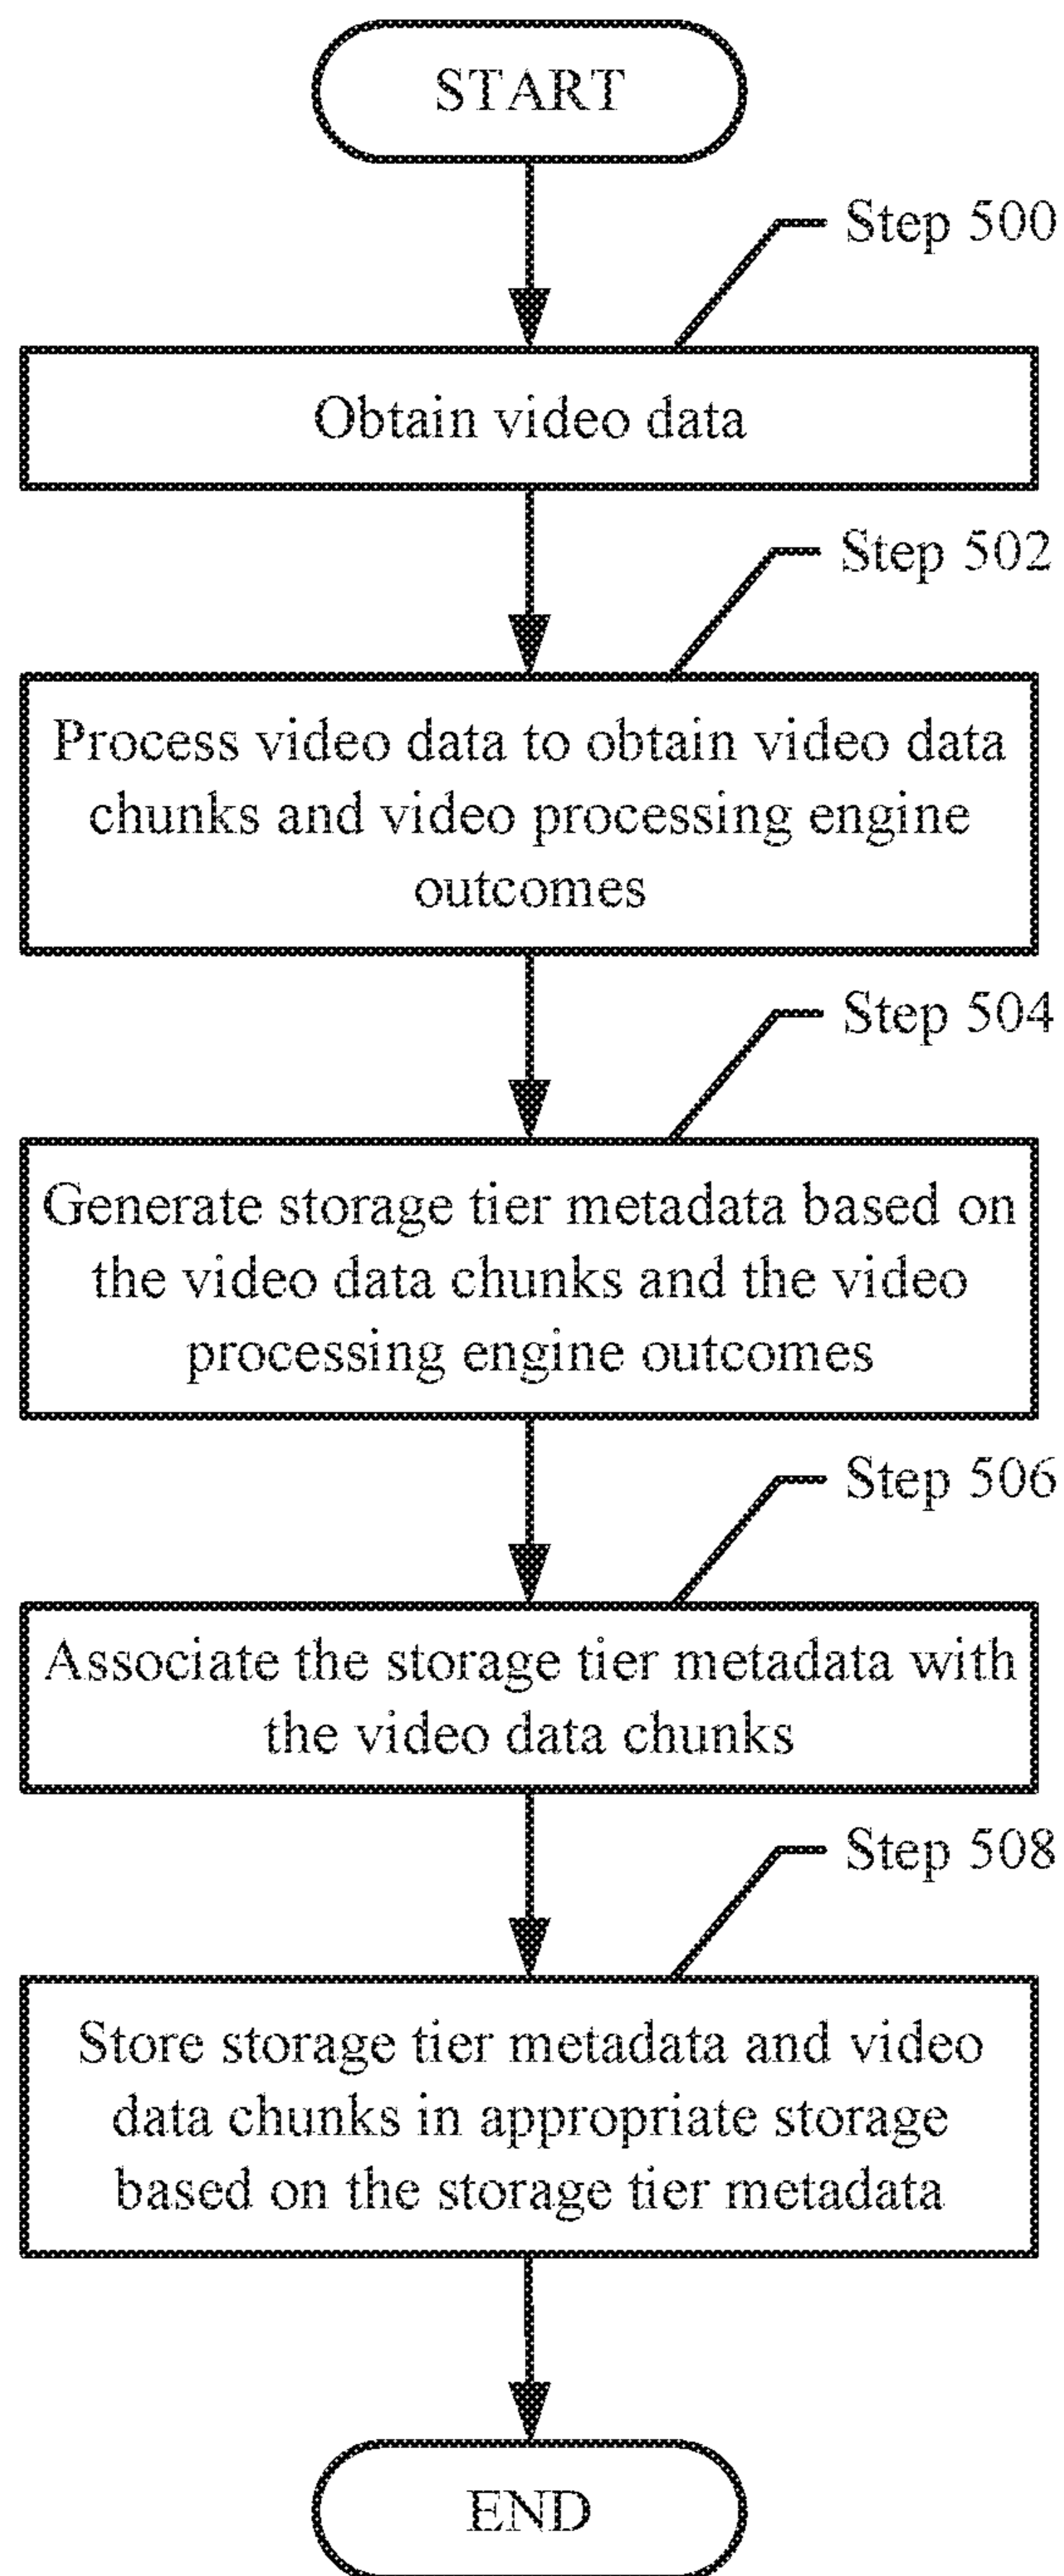 START
Step 500
Obtain video data
Step 502
Process video data to obtain video data
chunks and video processing engine
outcomes
Step 504
Generate storage tier metadata based on
the video data chunks and the video
processing engine outcomes
Step 506
Associate the storage tier metadata with
the video data chunks
Step 508
Store storage tier metadata and video
data chunks in appropriate storage
based on the storage tier metadata
END